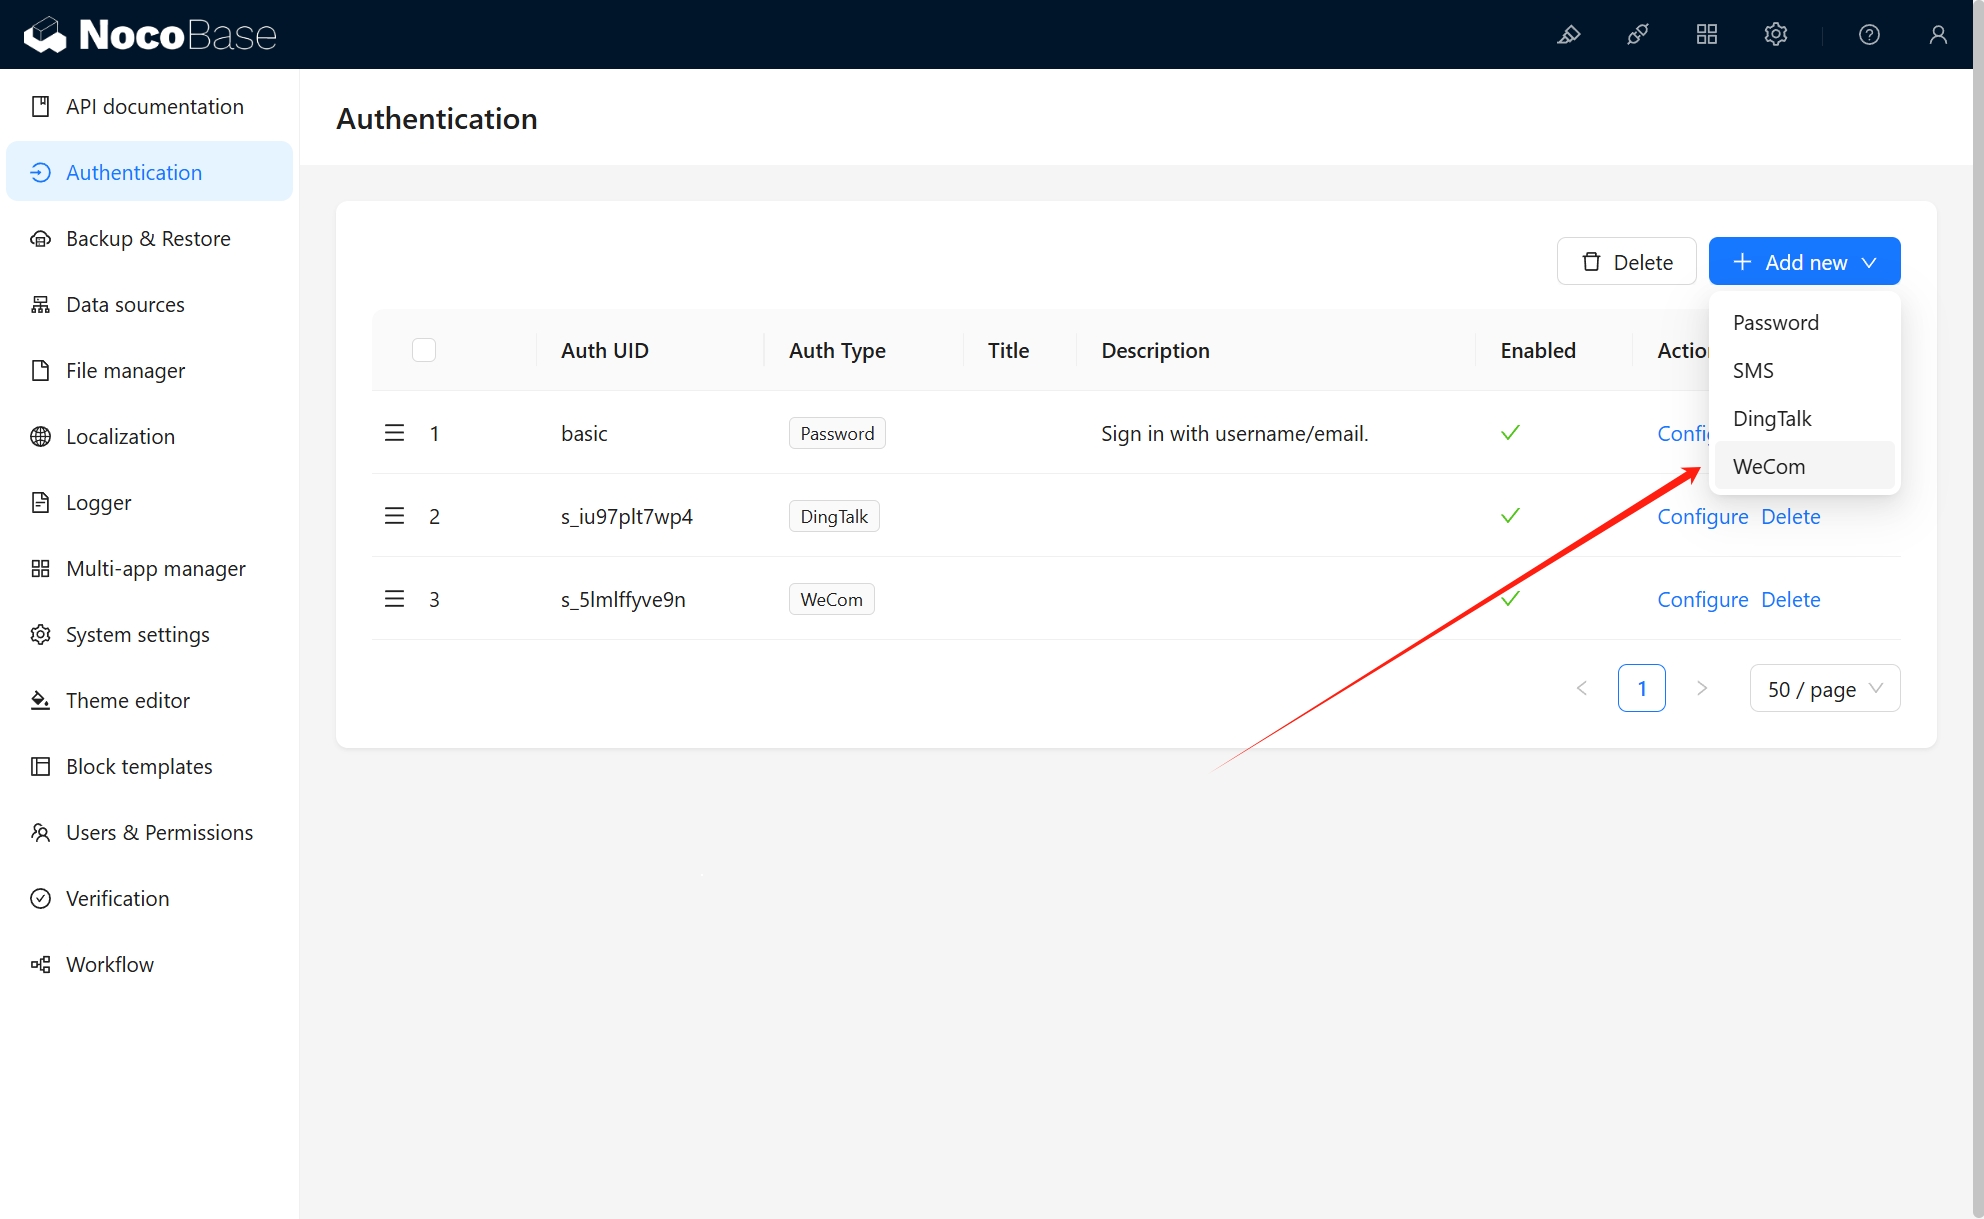 NocoBase
API documentation
Authentication
Backup & Restore
Data sources
File manager
Localization
Logger
Multi-app manager
System settings
Theme editor
Block templates
Users & Permissions
Verification
Workflow
Authentication
Delete
Add new
Password
SMS
DingTalk
WeCom
Auth UID Auth Type Title Description Enabled Actio
1 basic Password Sign in with username/email. Confi
2 s_iu97plt7wp4 DingTalk Configure Delete
3 s_5lmlffyve9n WeCom Configure Delete
1 50 / page